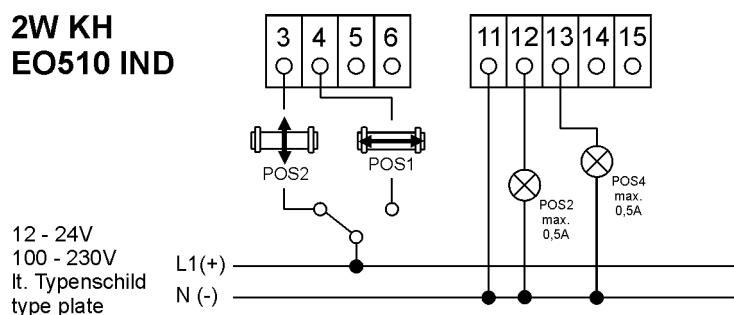 2W KH
EO510 IND
3 4 5 6
11 12 13 14 15
POS2
POS1
POS2
max.
0,5A
POS4
max.
0,5A
12 - 24V
100 - 230V
lt. Typenschild
type plate
L1(+)
N (-)